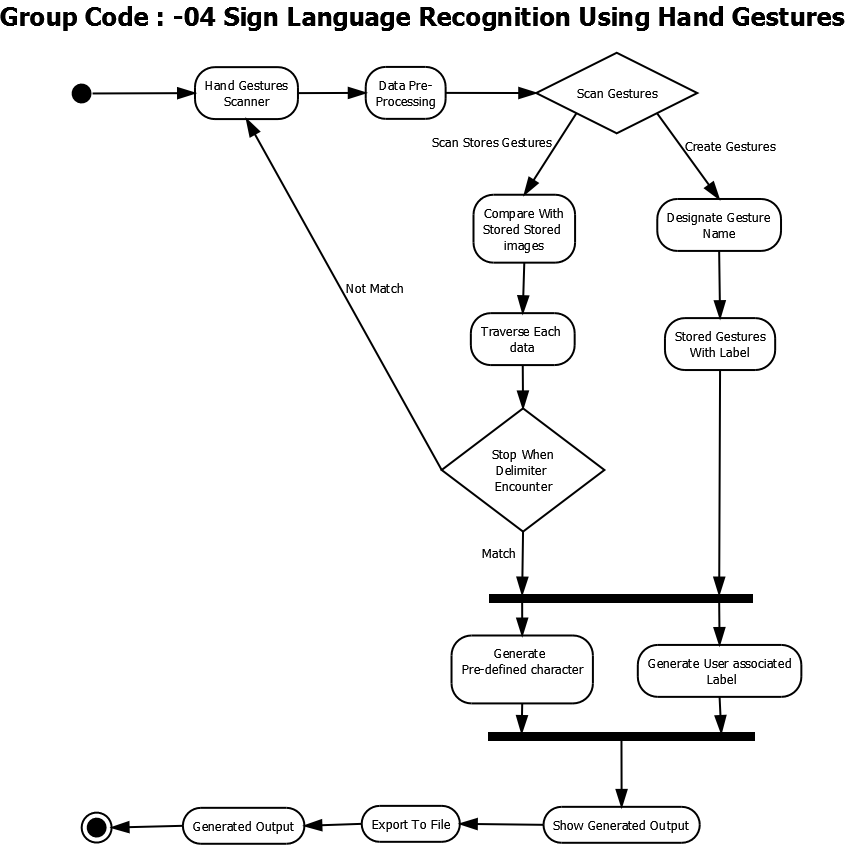 Group Code : -04 Sign Language Recognition Using Hand Gestures
Hand Gestures
Scanner
Data Pre-
Processing
Scan Gestures
Scan Stores Gestures
Create Gestures
Compare With
Stored Stored
images
Designate Gesture
Name
Not Match
Traverse Each
data
Stored Gestures
With Label
Stop When
Delimiter
Encounter
Match
Generate
Pre-defined character
Generate User associated
Label
Generated Output
Export To File
Show Generated Output